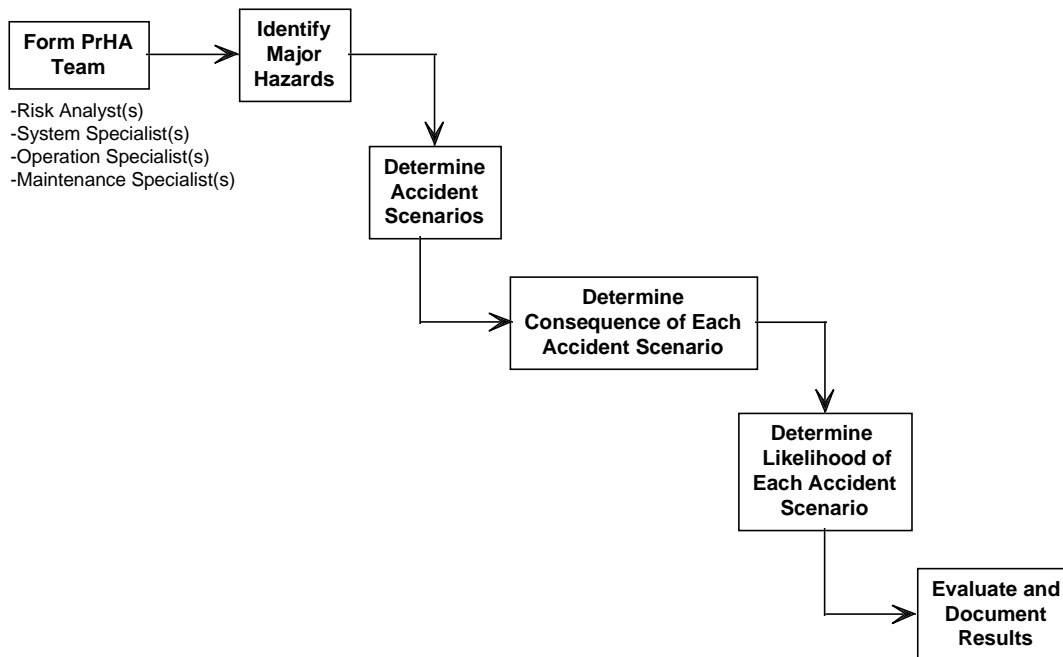 Form PrHA
Team
-Risk Analyst(s)
-System Specialist(s)
-Operation Specialist(s)
-Maintenance Specialist(s)
Identify
Major
Hazards
Determine
Accident
Scenarios
Determine
Consequence of Each
Accident Scenario
Determine
Likelihood of
Each Accident
Scenario
Evaluate and
Document
Results